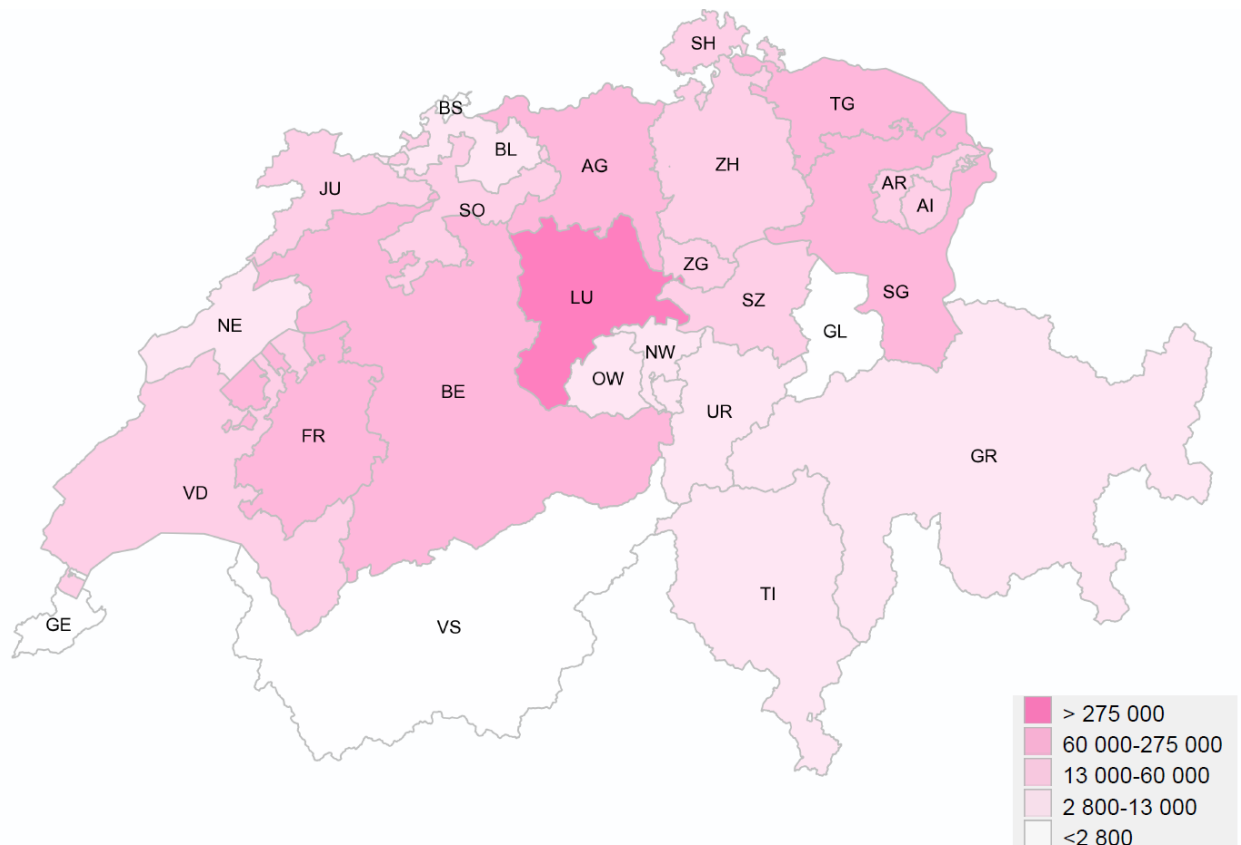 SH
BS
TG
BL
AG
ZH
JU
AR
SO
AI
ZG
LU
SZ
SG
NE
GL
NW
OW
BE
UR
FR
GR
VD
TI
GE
VS
> 275 000
60 000-275 000
13 000-60 000
2 800-13 000
<2 800